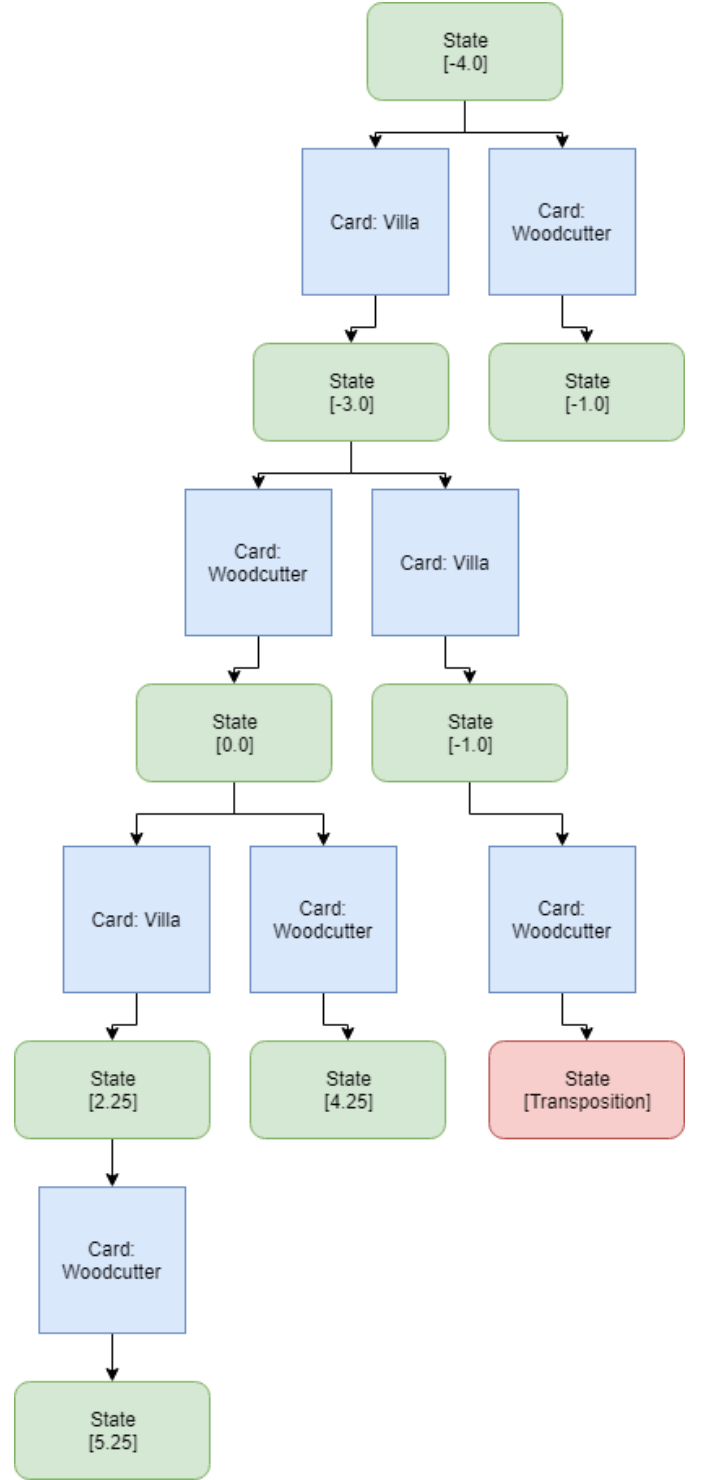 State
[-4.0]
Card: Villa
Card:
Woodcutter
State
[-3.0]
State
[-1.0]
Card:
Woodcutter
Card: Villa
State
[0.0]
State
[-1.0]
Card: Villa
Card:
Woodcutter
Card:
Woodcutter
State
[2.25]
State
[4.25]
State
[Transposition]
Card:
Woodcutter
State
[5.25]